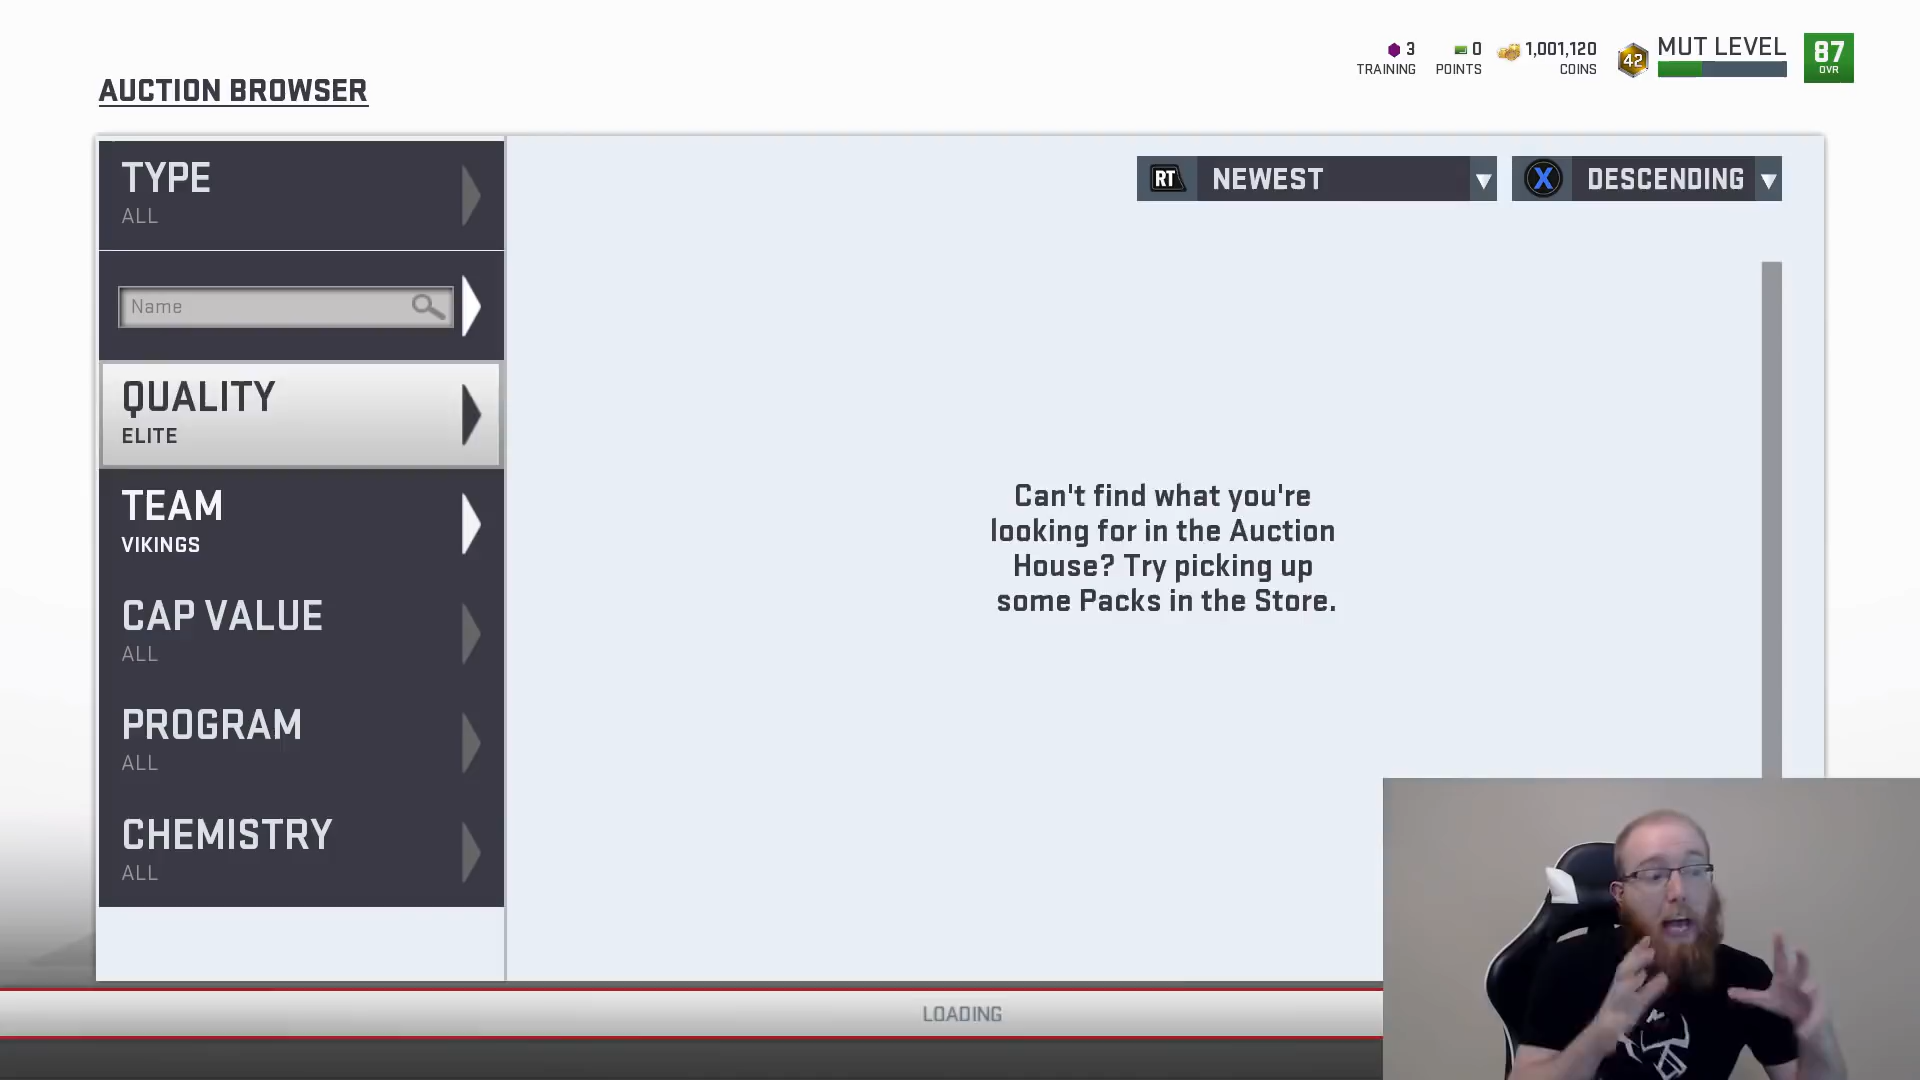 3
TRAINING
0
POINTS
1,001,120
COINS
42
MUT LEVEL
87
OVR
AUCTION BROWSER
TYPE
ALL
Name
QUALITY
ELITE
TEAM
VIKINGS
CAP VALUE
ALL
PROGRAM
ALL
CHEMISTRY
ALL
RT
NEWEST
X
DESCENDING
Can't find what you're
looking for in the Auction
House? Try picking up
some Packs in the Store.
LOADING